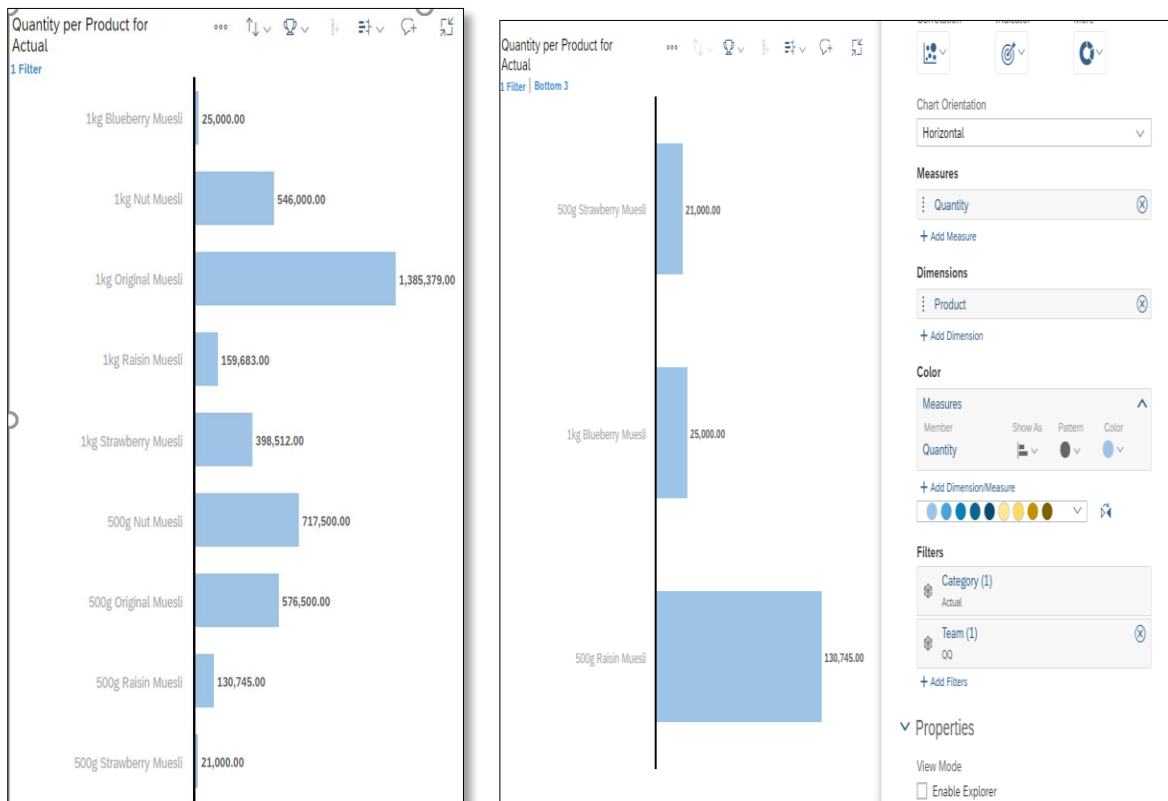 Quantity per Product for
Actual
1 Filter
1kg Blueberry Muesli
25,000.00
1kg Nut Muesli
546,000.00
1kg Original Muesli
1,385,379.00
1kg Raisin Muesli
159,683.00
1kg Strawberry Muesli
398,512.00
500g Nut Muesli
717,500.00
500g Original Muesli
576,500.00
500g Raisin Muesli
130,745.00
500g Strawberry Muesli
21,000.00
Quantity per Product for
Actual
1 Filter | Bottom 3
500g Strawberry Muesli
21,000.00
1kg Blueberry Muesli
25,000.00
500g Raisin Muesli
130,745.00
Chart Orientation
Horizontal
Measures
Quantity
+ Add Measure
Dimensions
Product
+ Add Dimension
Color
Measures
Member Show As Pattern Color
Quantity
+ Add Dimension/Measure
Filters
Category (1)
Actual
Team (1)
QQ
+ Add Filters
Properties
View Mode
Enable Explorer